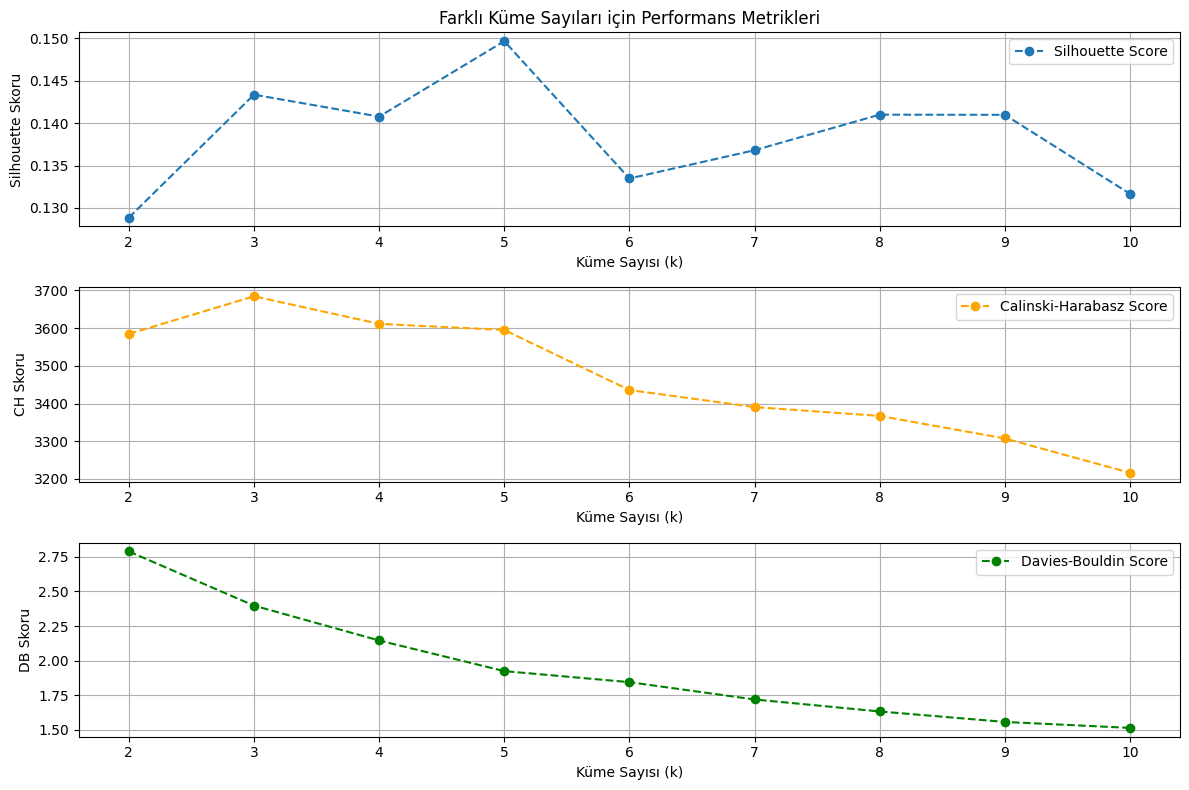 Farklı Küme Sayıları için Performans Metrikleri
Silhouette Skoru
0.150
0.145
0.140
0.135
0.130
Silhouette Score
2 3 4 5 6 7 8 9 10
Küme Sayısı (k)
CH Skoru
3700
3600
3500
3400
3300
3200
Calinski-Harabasz Score
2 3 4 5 6 7 8 9 10
Küme Sayısı (k)
DB Skoru
2.75
2.50
2.25
2.00
1.75
1.50
Davies-Bouldin Score
2 3 4 5 6 7 8 9 10
Küme Sayısı (k)